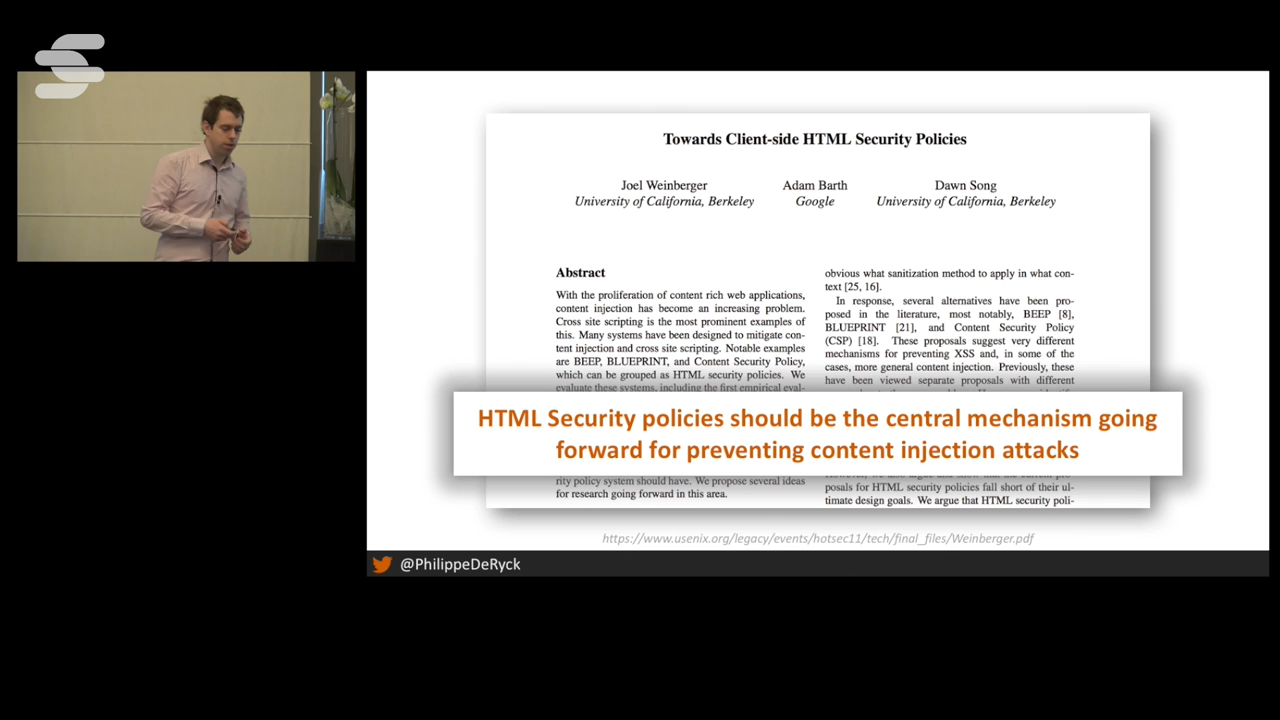 Towards Client-side HTML Security Policies
Joel Weinberger
University of California, Berkeley
Adam Barth
Google
Dawn Song
University of California, Berkeley
Abstract
With the proliferation of content rich web applications,
content injection has become an increasing problem.
Cross site scripting is the most prominent examples of
this. Many systems have been designed to mitigate con-
tent injection and cross site scripting. Notable examples
are BEEP, BLUEPRINT, and Content Security Policy,
which can be grouped as HTML security policies. We
evaluate these systems, including the first empirical eval-
rity policy system should have. We propose several ideas
for research going forward in this area.
obvious what sanitization method to apply in what con-
text [25, 16].
In response, several alternatives have been pro-
posed in the literature, most notably, BEEP [8],
BLUEPRINT [21], and Content Security Policy
(CSP) [18]. These proposals suggest very different
mechanisms for preventing XSS and, in some of the
cases, more general content injection. Previously, these
have been viewed separate proposals with different
posals for HTML security policies fall short of their ul-
timate design goals. We argue that HTML security poli-
HTML Security policies should be the central mechanism going
forward for preventing content injection attacks
https://www.usenix.org/legacy/events/hotsec11/tech/final_files/Weinberger.pdf
@PhilippeDeRyck